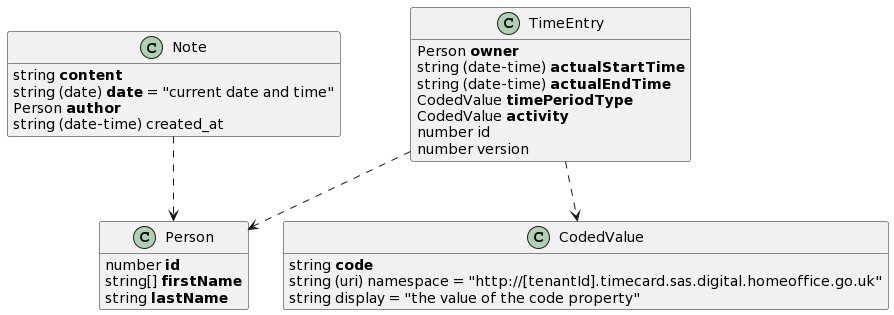 C Note
string content
string (date) date = "current date and time"
Person author
string (date-time) created_at
C TimeEntry
Person owner
string (date-time) actualStartTime
string (date-time) actualEndTime
CodedValue timePeriodType
CodedValue activity
number id
number version
C Person
number id
string[] firstName
string lastName
C CodedValue
string code
string (uri) namespace = "http://[tenantId].timecard.sas.digital.homeoffice.go.uk"
string display = "the value of the code property"